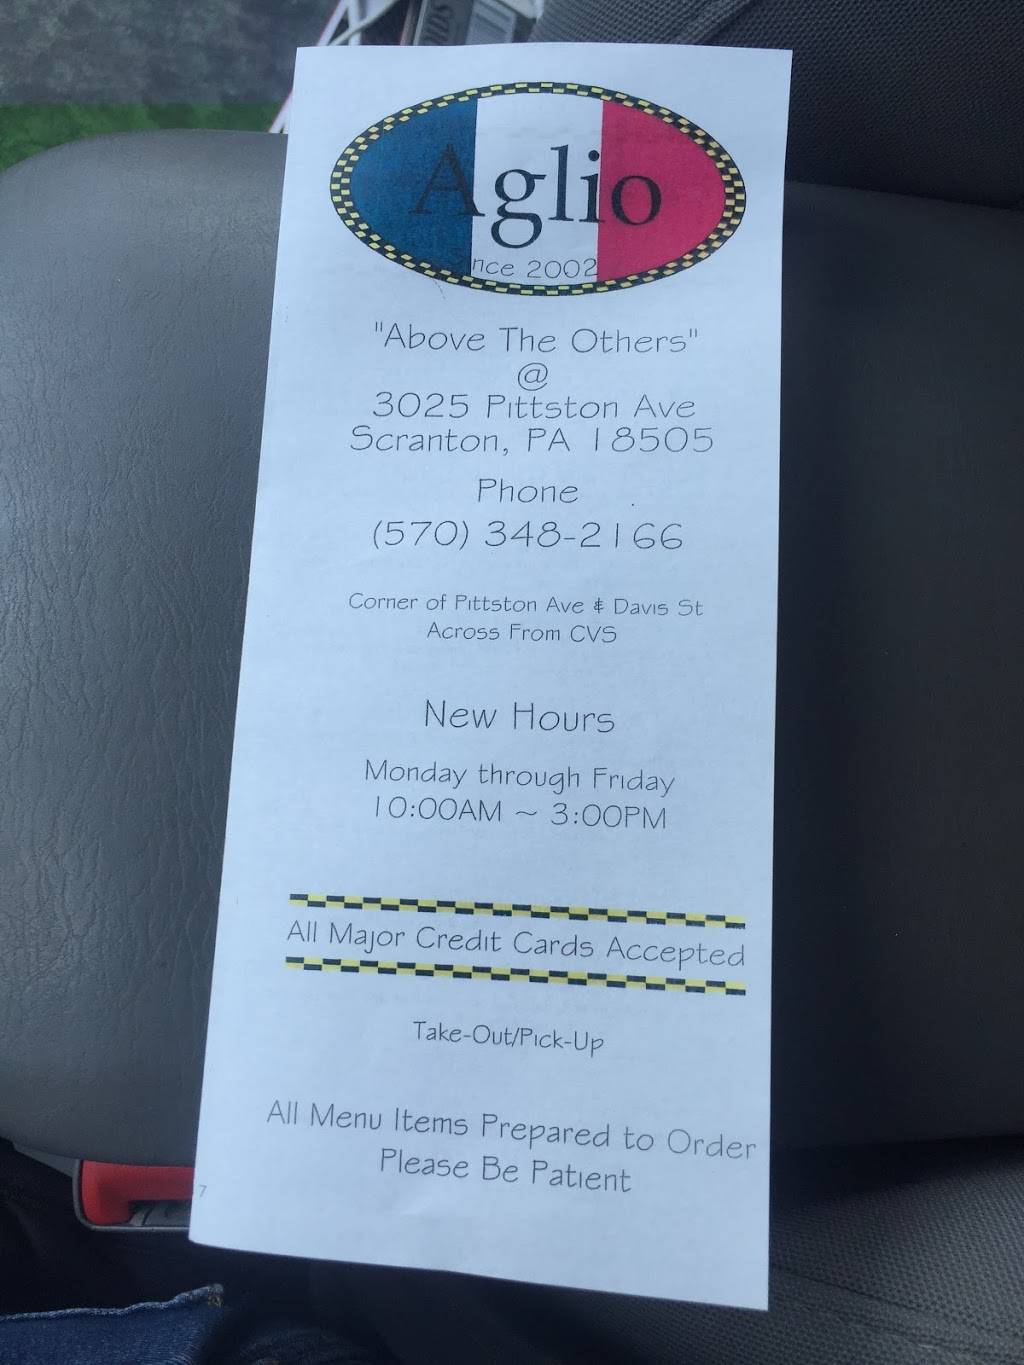 Aglio
nce 2002
"Above The Others"
@
3025 Pittston Ave
Scranton, PA 18505
Phone
(570) 348-2166
Corner of Pittston Ave & Davis St
Across From CVS
New Hours
Monday through Friday
10:00AM ~ 3:00PM
All Major Credit Cards Accepted
Take-Out/Pick-Up
All Menu Items Prepared to Order
Please Be Patient
7